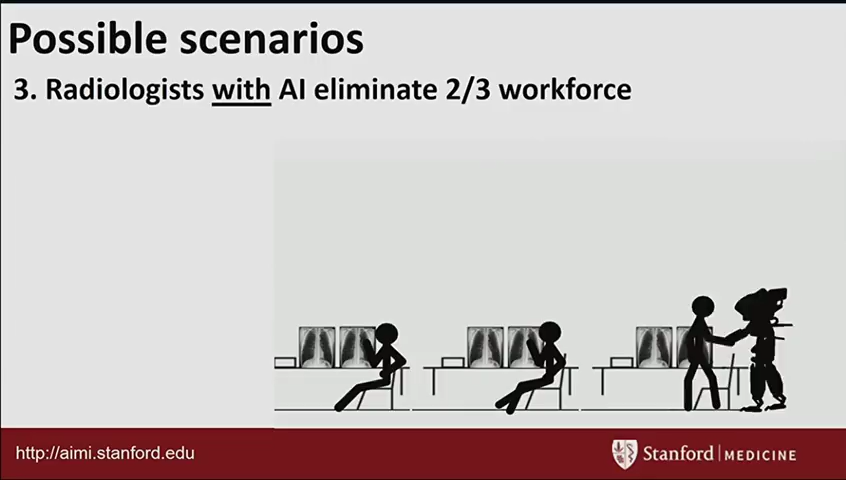 Possible scenarios
3. Radiologists with AI eliminate 2/3 workforce
http://aimi.stanford.edu
Stanford MEDICINE